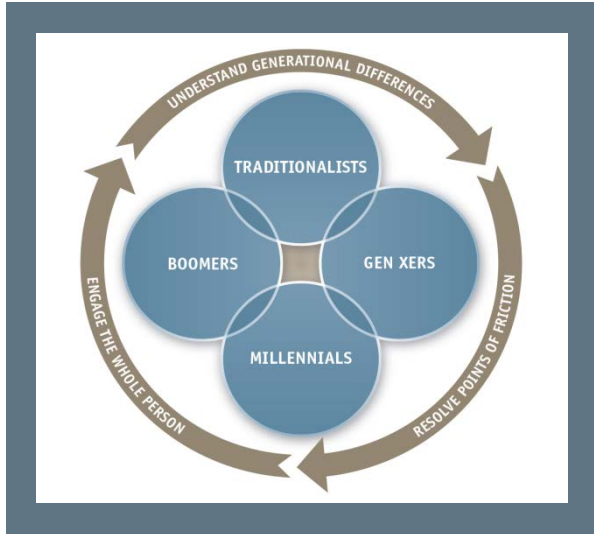 UNDERSTAND GENERATIONAL DIFFERENCES
TRADITIONALISTS
BOOMERS
GEN XERS
MILLENNIALS
RESOLVE POINTS OF FRICTION
ENGAGE THE WHOLE PERSON